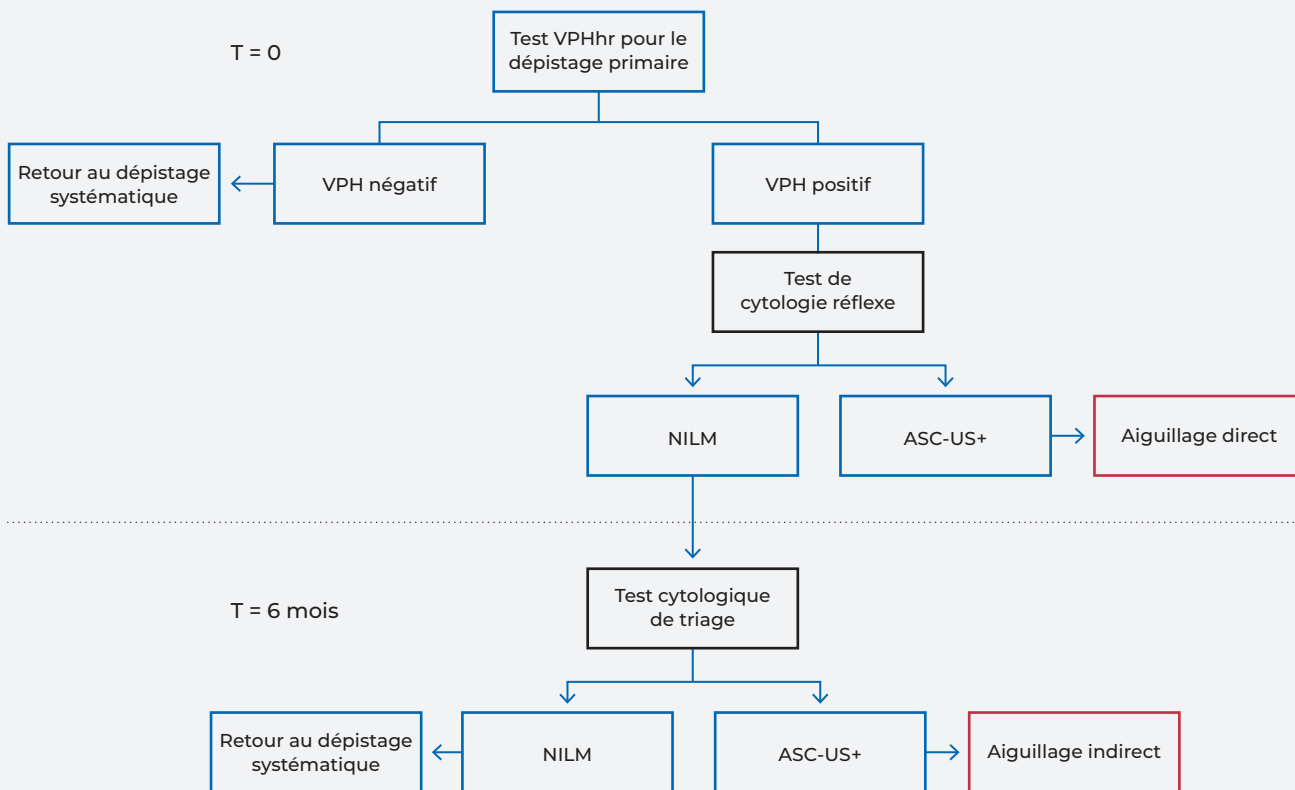 T = 0
Test VPHhr pour le
dépistage primaire
Retour au dépistage
systématique
VPH négatif
VPH positif
Test de
cytologie réflexe
NILM
ASC-US+
Aiguillage direct
T = 6 mois
Test cytologique
de triage
Retour au dépistage
systématique
NILM
ASC-US+
Aiguillage indirect